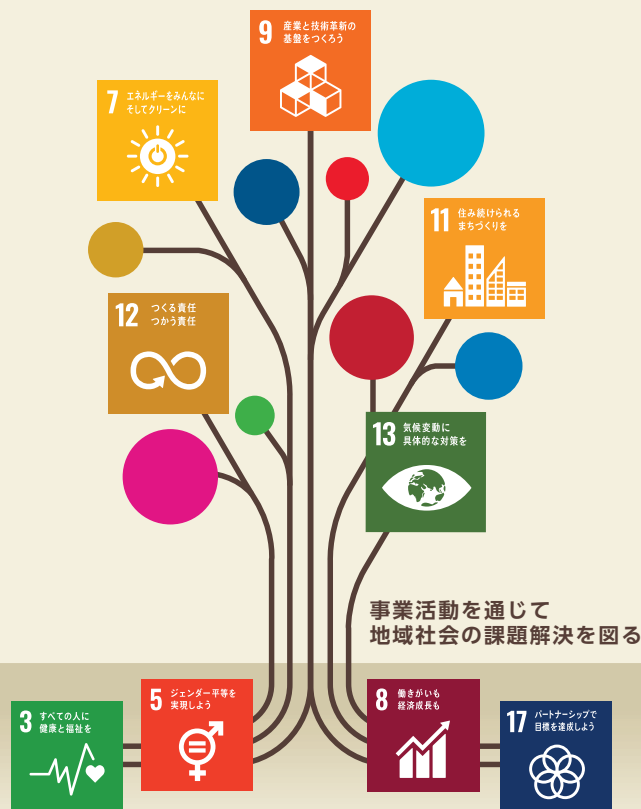 9 産業と技術革新の
基盤をつくろう
7 エネルギーをみんなに
そしてクリーンに
11 住み続けられる
まちづくりを
12 つくる責任
つかう責任
13 気候変動に
具体的な対策を
事業活動を通じて
地域社会の課題解決を図る
3 すべての人に
健康と福祉を
5 ジェンダー平等を
実現しよう
8 働きがいも
経済成長も
17 パートナーシップで
目標を達成しよう